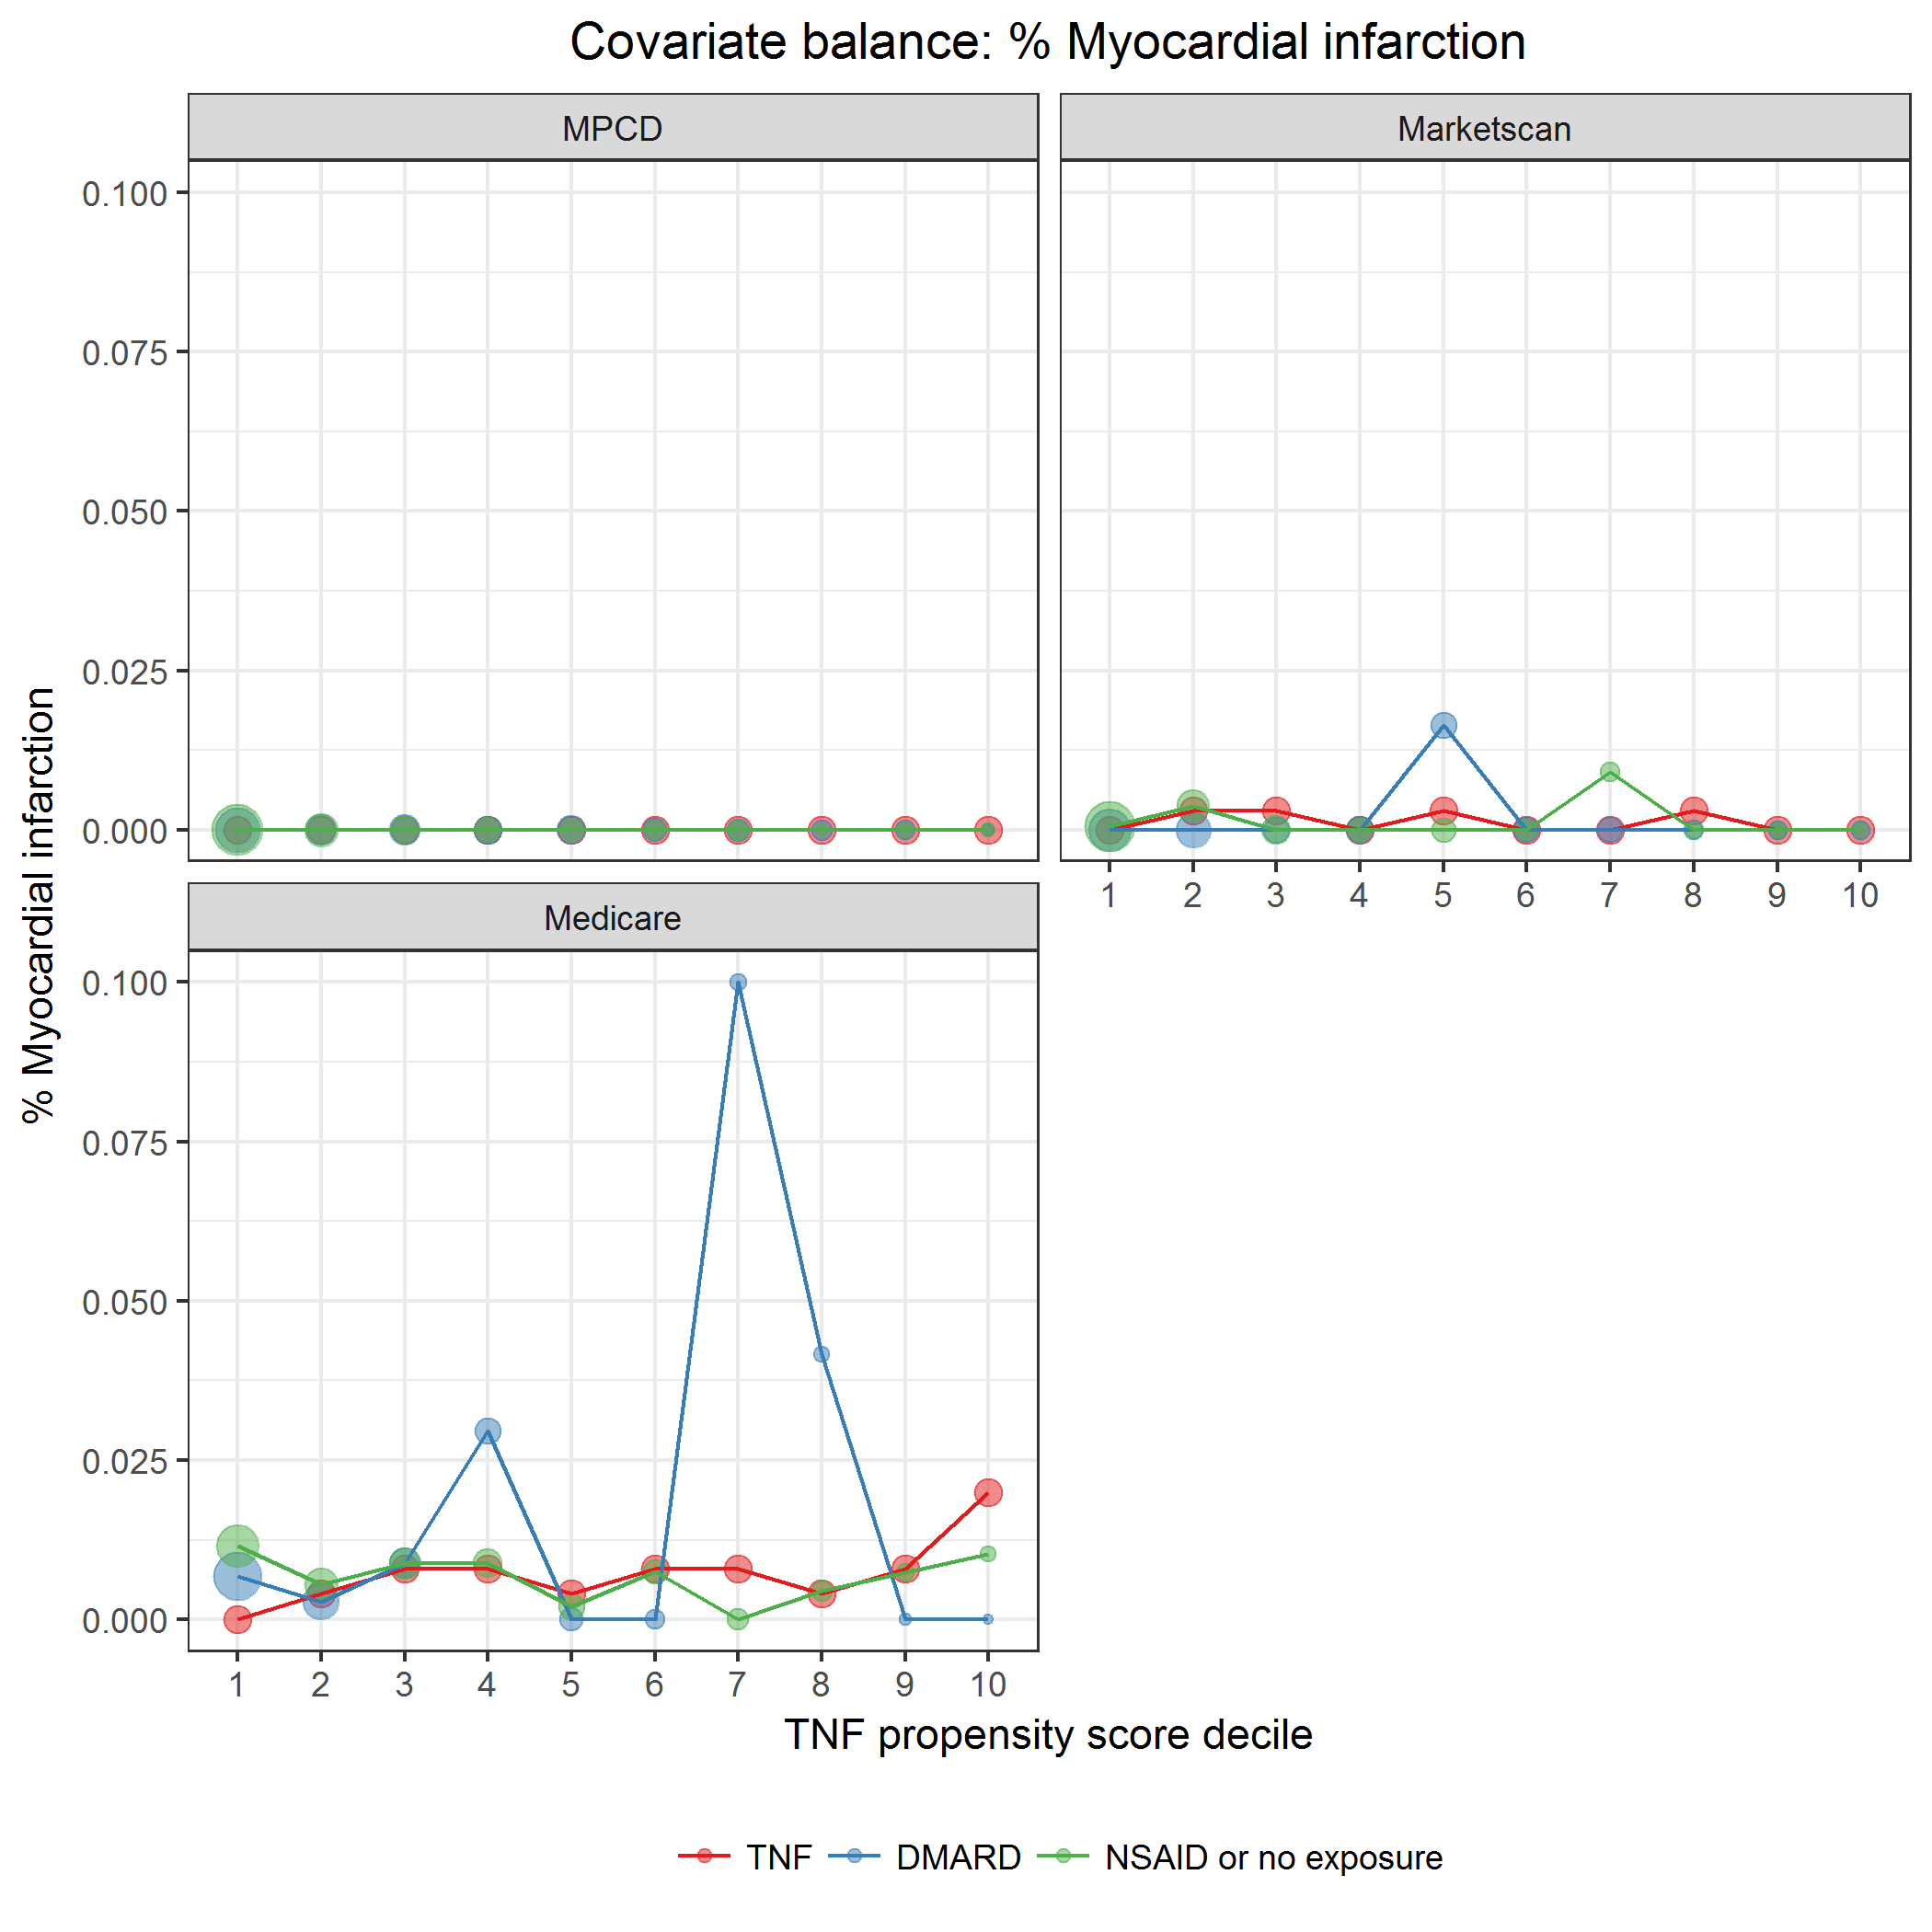 Covariate balance: % Myocardial infarction
MPCD
Marketscan
0.100
0.075
0.050
0.025
0.000
1 2 3 4 5 6 7 8 9 10
% Myocardial infarction
Medicare
0.100
0.075
0.050
0.025
0.000
1 2 3 4 5 6 7 8 9 10
TNF propensity score decile
TNF DMARD NSAID or no exposure